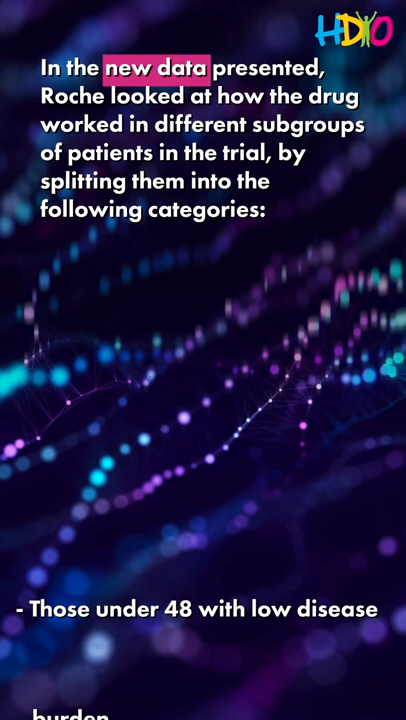 HDYO
In the new data presented,
Roche looked at how the drug
worked in different subgroups
of patients in the trial, by
splitting them into the
following categories:
- Those under 48 with low disease
burden